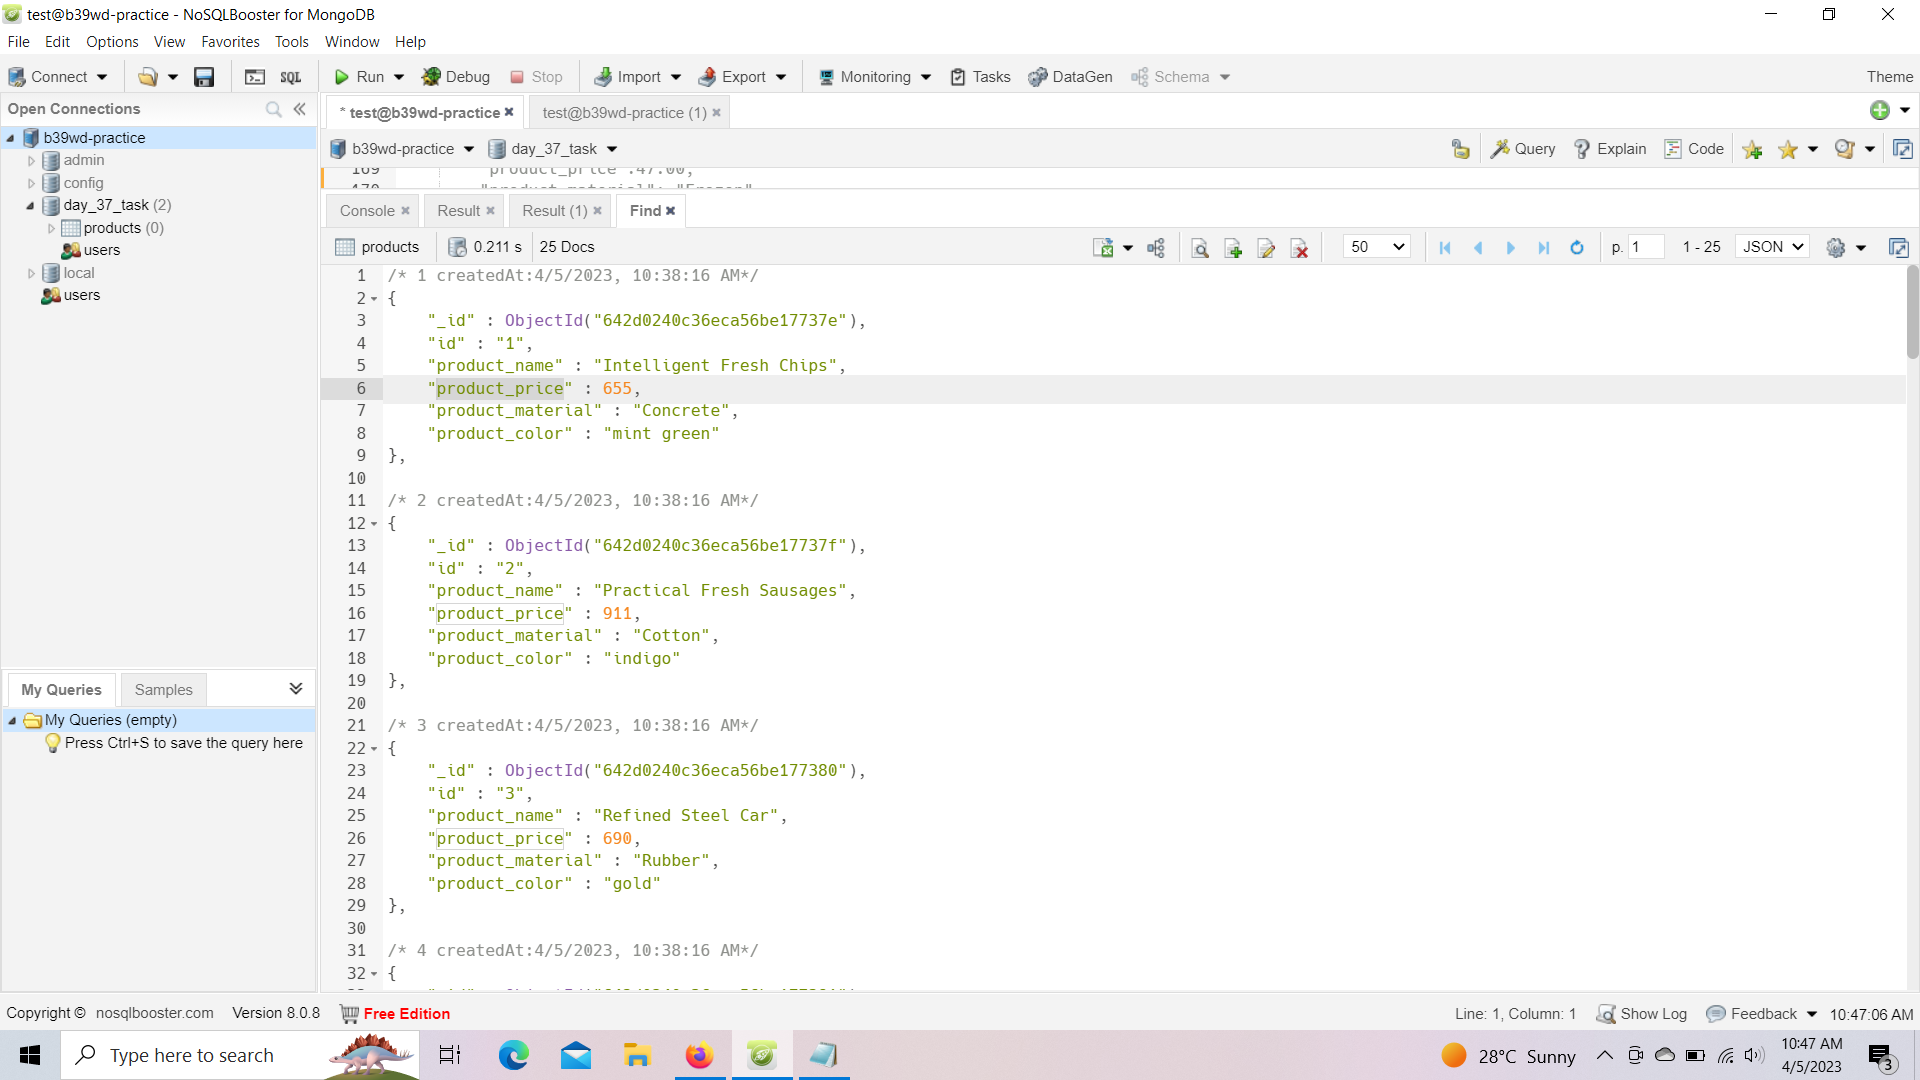 test@b39wd-practice - NoSQLBooster for MongoDB
File Edit Options View Favorites Tools Window Help
Connect SQL Run Debug Stop Import Export Monitoring Tasks DataGen Schema Theme
Open Connections
* test@b39wd-practice
test@b39wd-practice (1)
b39wd-practice
admin
config
day_37_task (2)
products (0)
users
local
users
b39wd-practice day_37_task Query Explain Code
169 product_price":47.00,
170 "product_material": "Frozen"
Console Result Result (1) Find
products 0.211 s 25 Docs 50 p. 1 1 - 25 JSON
1 /* 1 createdAt:4/5/2023, 10:38:16 AM*/
2 {
3 "_id" : ObjectId("642d0240c36eca56be17737e"),
4 "id" : "1",
5 "product_name" : "Intelligent Fresh Chips",
6 "product_price" : 655,
7 "product_material" : "Concrete",
8 "product_color" : "mint green"
9 },
10
11 /* 2 createdAt:4/5/2023, 10:38:16 AM*/
12 {
13 "_id" : ObjectId("642d0240c36eca56be17737f"),
14 "id" : "2",
15 "product_name" : "Practical Fresh Sausages",
16 "product_price" : 911,
17 "product_material" : "Cotton",
18 "product_color" : "indigo"
19 },
20
21 /* 3 createdAt:4/5/2023, 10:38:16 AM*/
22 {
23 "_id" : ObjectId("642d0240c36eca56be177380"),
24 "id" : "3",
25 "product_name" : "Refined Steel Car",
26 "product_price" : 690,
27 "product_material" : "Rubber",
28 "product_color" : "gold"
29 },
30
31 /* 4 createdAt:4/5/2023, 10:38:16 AM*/
32 {
My Queries Samples
My Queries (empty)
Press Ctrl+S to save the query here
Copyright © nosqlbooster.com Version 8.0.8 Free Edition Line: 1, Column: 1 Show Log Feedback 10:47:06 AM
Type here to search
28°C Sunny
10:47 AM
4/5/2023
3